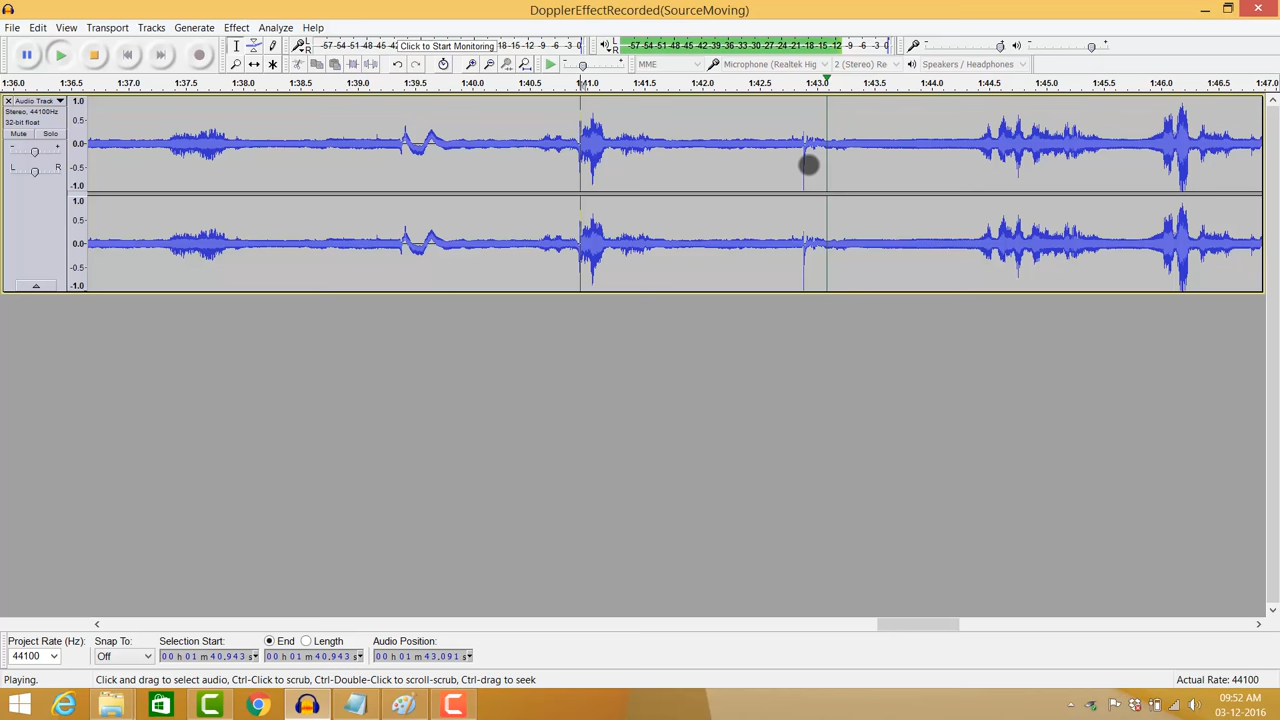 DopplerEffectRecorded(SourceMoving)
File Edit View Transport Tracks Generate Effect Analyze Help
L R -57 -54 -51 -48 -45 -42 Click to Start Monitoring -18 -15 -12 -9 -6 -3 0 L R -57 -54 -51 -48 -45 -42 -39 -36 -33 -30 -27 -24 -21 -18 -15 -12 -9 -6 -3 0
MME Microphone (Realtek Hig 2 (Stereo) Re Speakers / Headphones
1:36.0 1:36.5 1:37.0 1:37.5 1:38.0 1:38.5 1:39.0 1:39.5 1:40.0 1:40.5 1:41.0 1:41.5 1:42.0 1:42.5 1:43.0 1:43.5 1:44.0 1:44.5 1:45.0 1:45.5 1:46.0 1:46.5 1:47.0
Audio Track 1.0
Stereo, 44100Hz
32-bit float 0.5
Mute Solo
0.0
-0.5
L R
-1.0
1.0
0.5
0.0
-0.5
-1.0
Project Rate (Hz): Snap To: Selection Start: End Length Audio Position:
44100 Off 00 h 01 m 40.943 s 00 h 01 m 40.943 s 00 h 01 m 43.091 s
Playing. Click and drag to select audio, Ctrl-Click to scrub, Ctrl-Double-Click to scroll-scrub, Ctrl-drag to seek Actual Rate: 44100
09:52 AM
03-12-2016